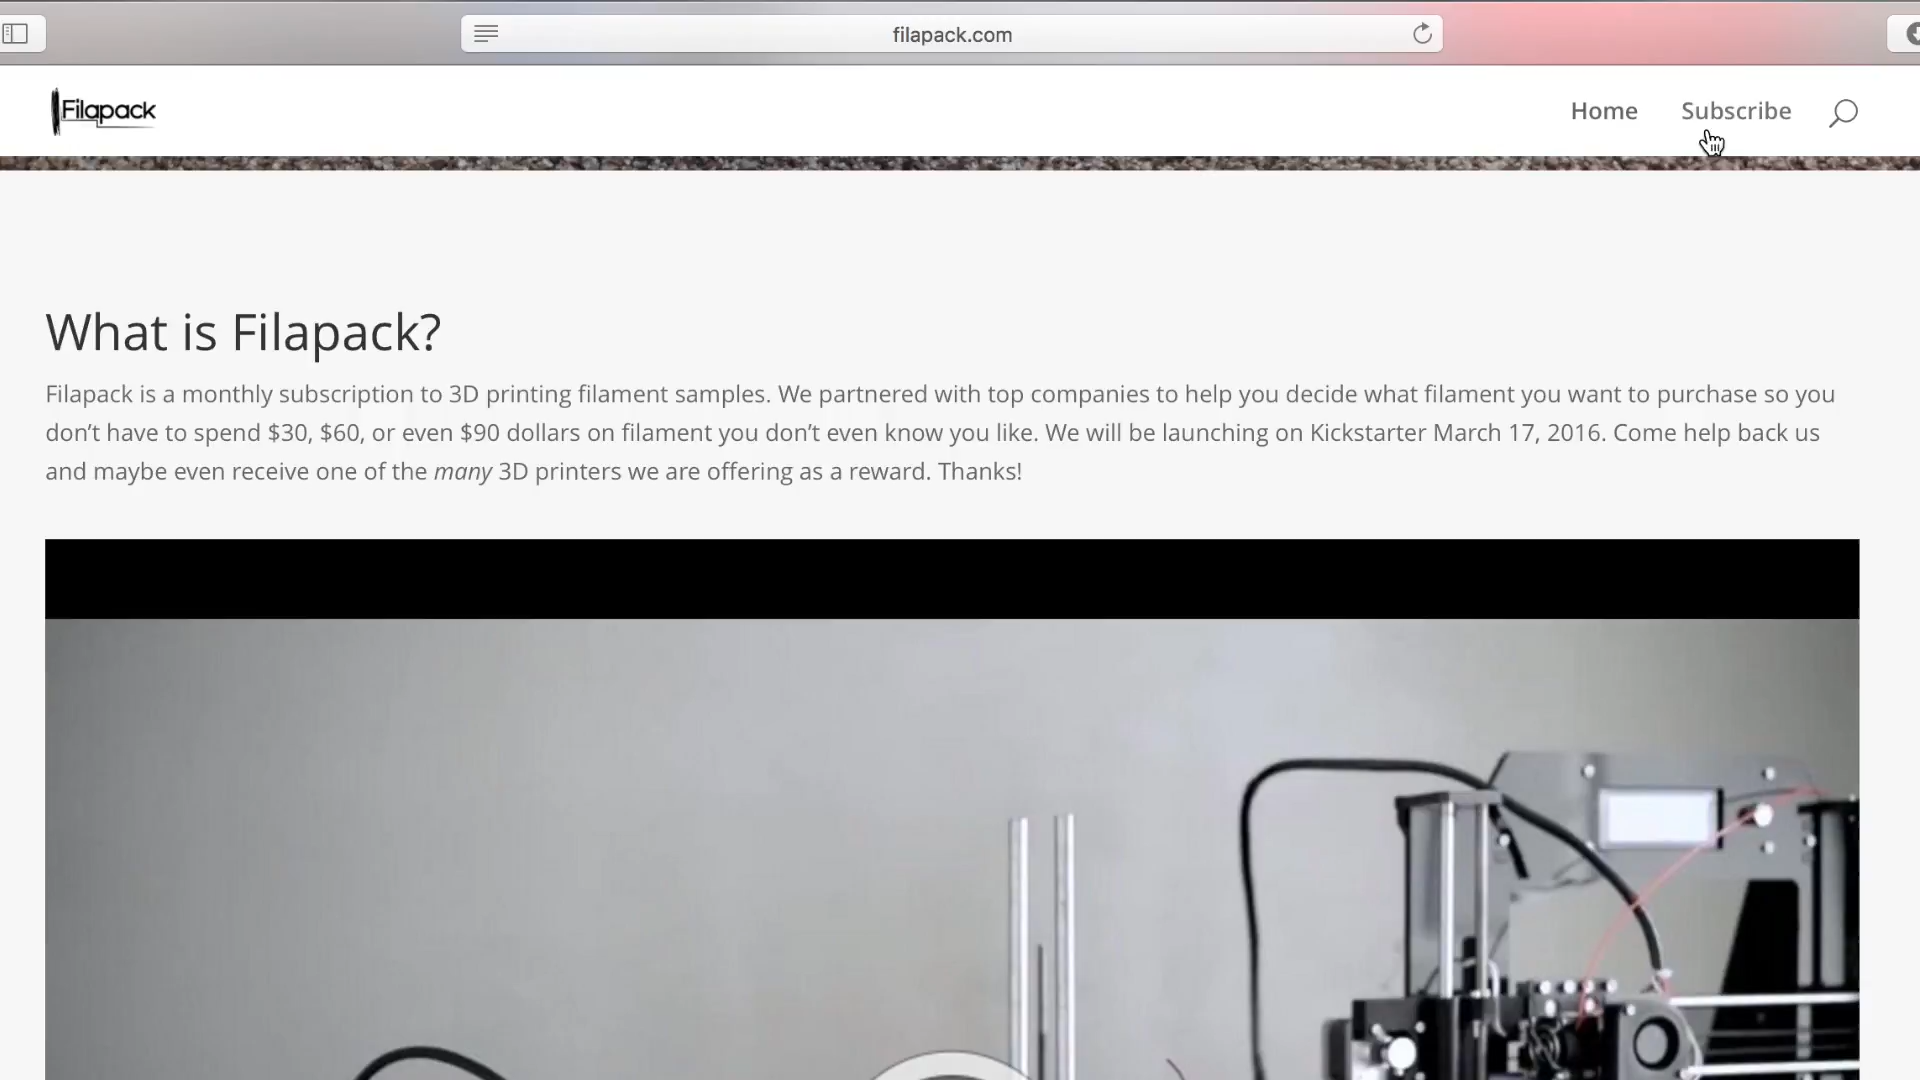 filapack.com
Filapack
Home
Subscribe
What is Filapack?
Filapack is a monthly subscription to 3D printing filament samples. We partnered with top companies to help you decide what filament you want to purchase so you
don’t have to spend $30, $60, or even $90 dollars on filament you don’t even know you like. We will be launching on Kickstarter March 17, 2016. Come help back us
and maybe even receive one of the many 3D printers we are offering as a reward. Thanks!